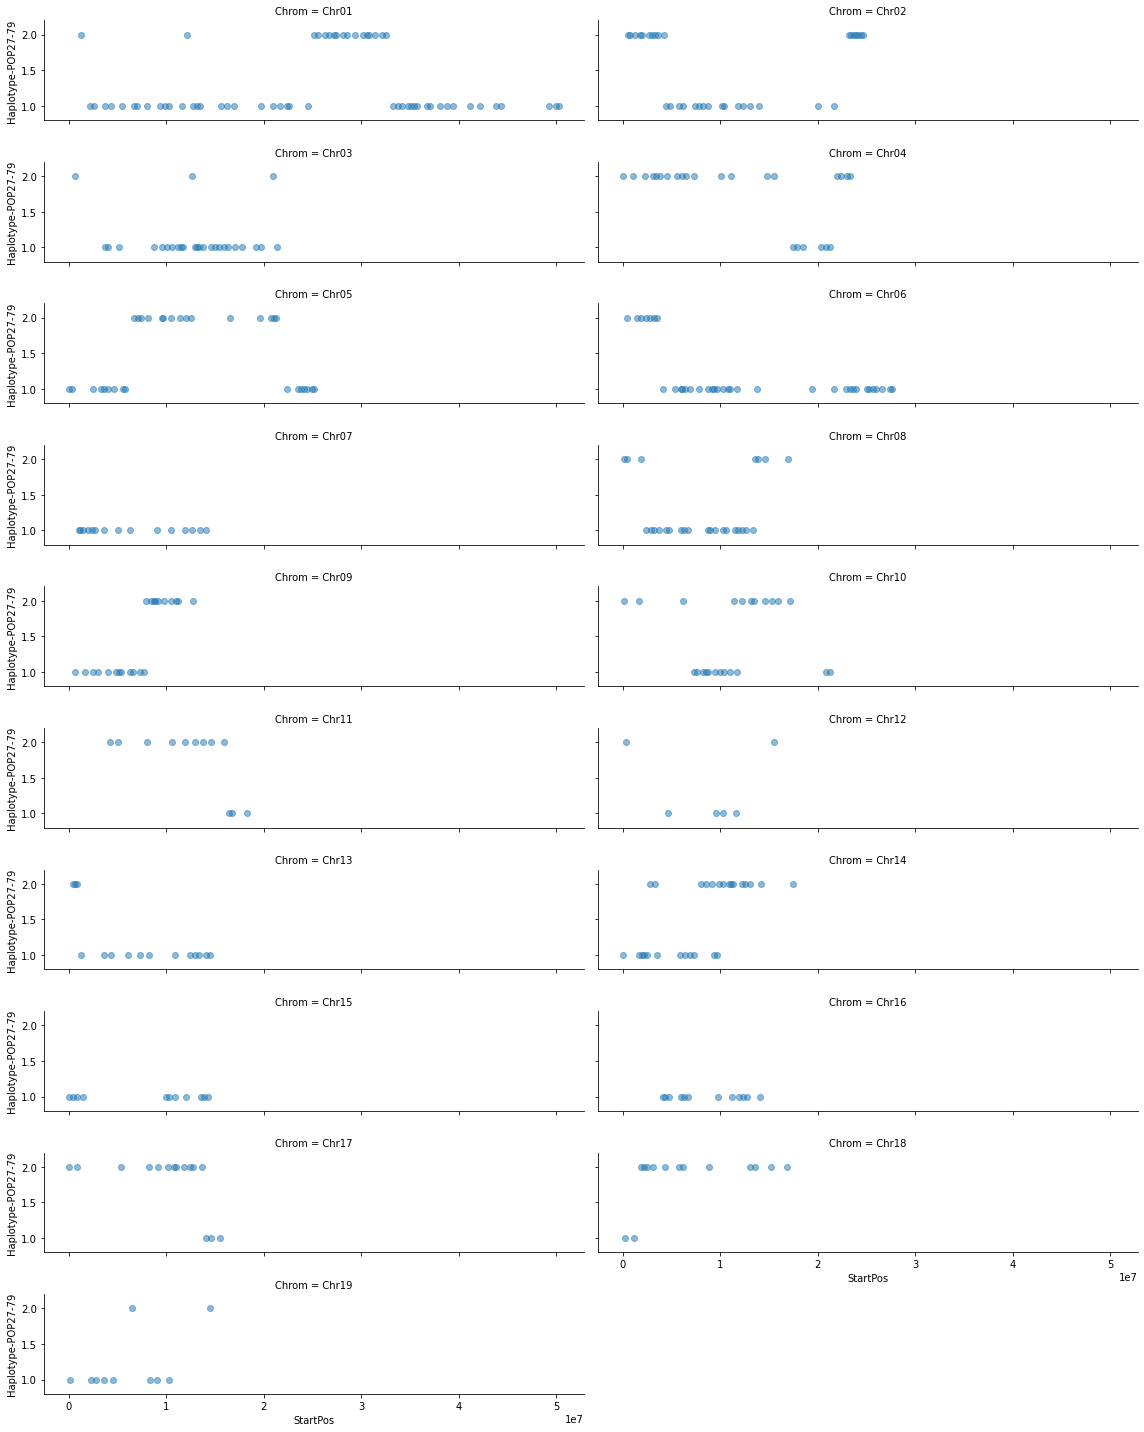 Chrom = Chr01 Chrom = Chr02
Haplotype-POP27-79
2.0
1.5
1.0
Chrom = Chr03 Chrom = Chr04
Haplotype-POP27-79
2.0
1.5
1.0
Chrom = Chr05 Chrom = Chr06
Haplotype-POP27-79
2.0
1.5
1.0
Chrom = Chr07 Chrom = Chr08
Haplotype-POP27-79
2.0
1.5
1.0
Chrom = Chr09 Chrom = Chr10
Haplotype-POP27-79
2.0
1.5
1.0
Chrom = Chr11 Chrom = Chr12
Haplotype-POP27-79
2.0
1.5
1.0
Chrom = Chr13 Chrom = Chr14
Haplotype-POP27-79
2.0
1.5
1.0
Chrom = Chr15 Chrom = Chr16
Haplotype-POP27-79
2.0
1.5
1.0
Chrom = Chr17 Chrom = Chr18
Haplotype-POP27-79
2.0
1.5
1.0
0 1 2 3 4 5
StartPos 1e7
Chrom = Chr19
Haplotype-POP27-79
2.0
1.5
1.0
0 1 2 3 4 5
StartPos 1e7